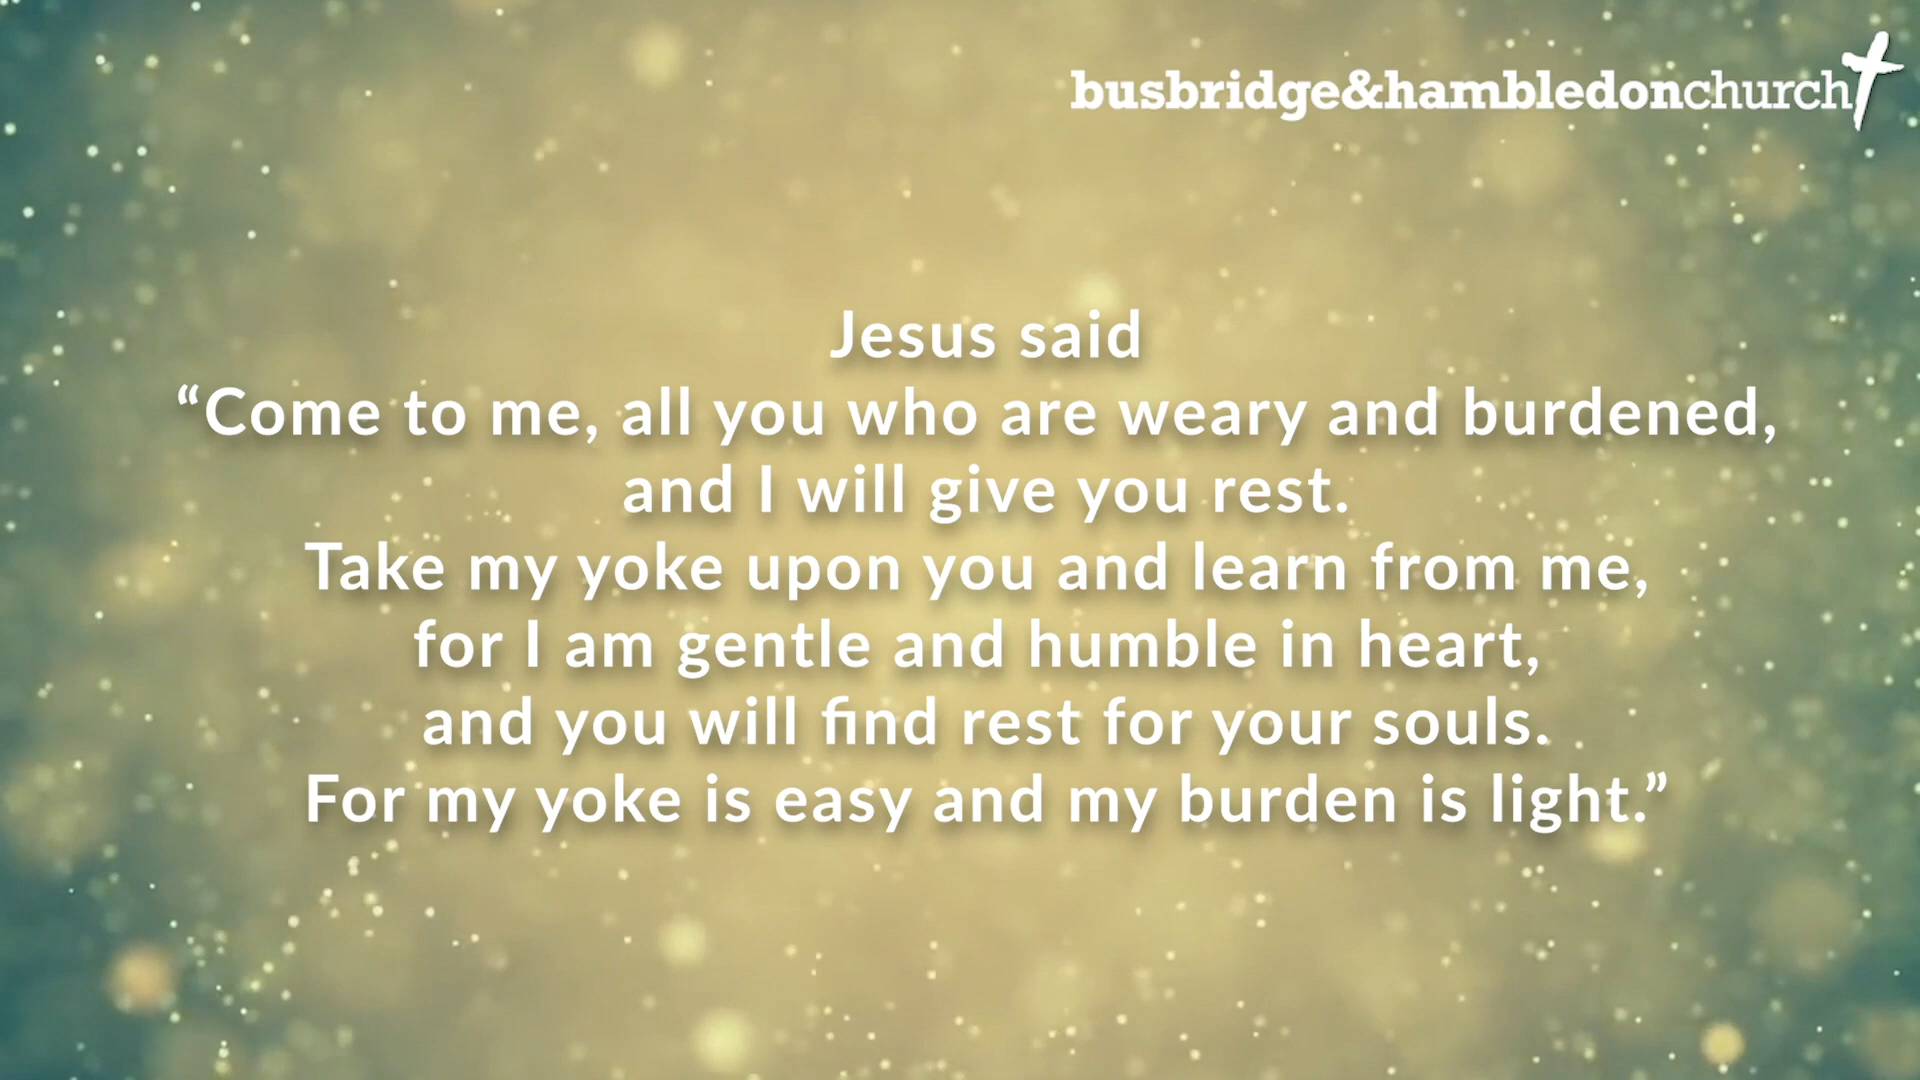 busbridge&hambledonchurch
Jesus said
“Come to me, all you who are weary and burdened,
and I will give you rest.
Take my yoke upon you and learn from me,
for I am gentle and humble in heart,
and you will find rest for your souls.
For my yoke is easy and my burden is light.”